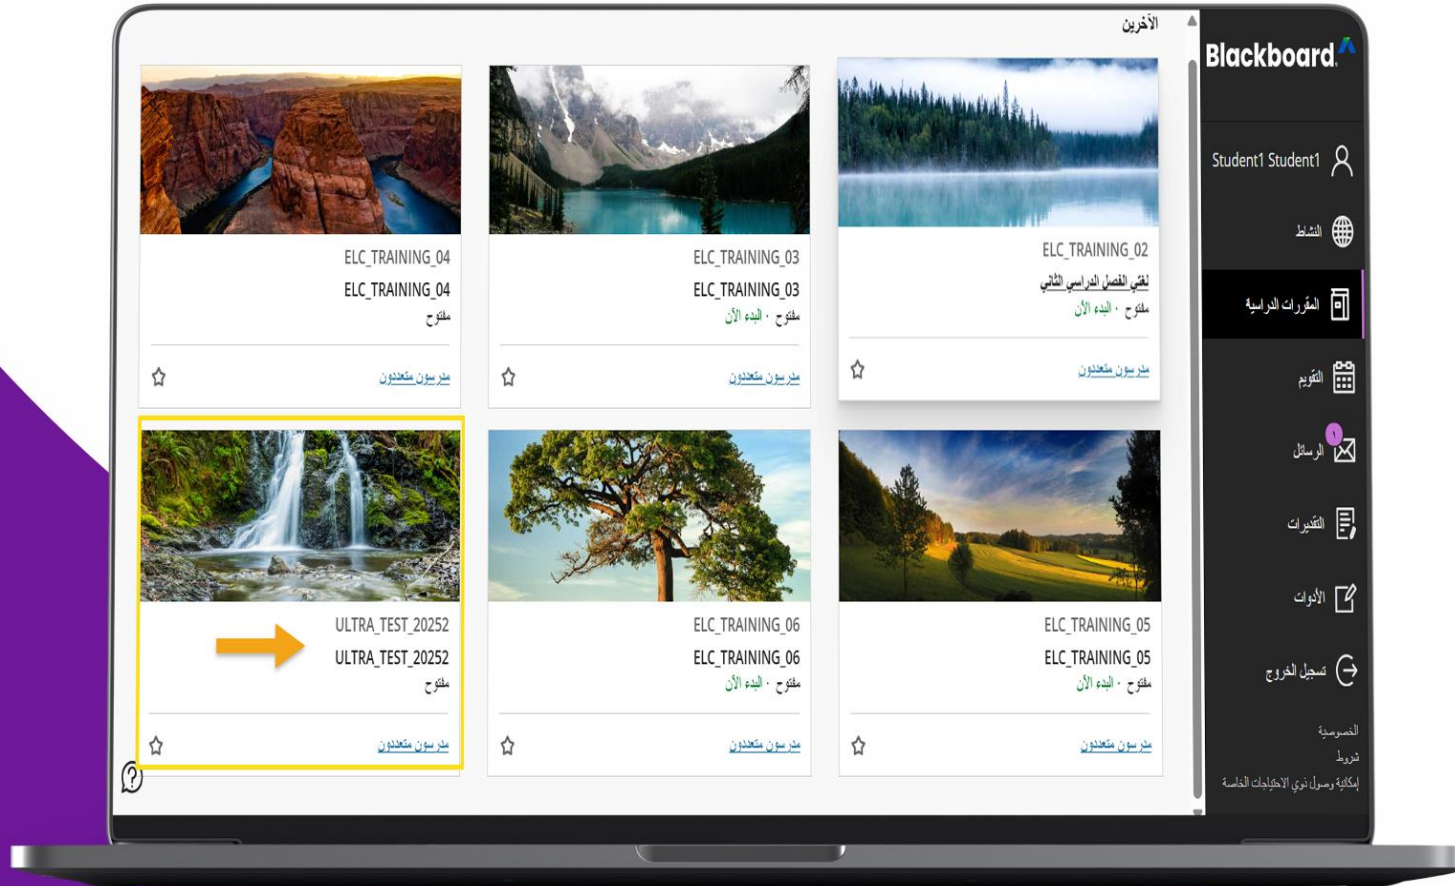 الآخرين
ELC_TRAINING_02
لغتي الفصل الدراسي الثاني
مفتوح · البدء الآن
مدرسون متعددون
ELC_TRAINING_03
ELC_TRAINING_03
مفتوح · البدء الآن
مدرسون متعددون
ELC_TRAINING_04
ELC_TRAINING_04
مفتوح
مدرسون متعددون
ELC_TRAINING_05
ELC_TRAINING_05
مفتوح · البدء الآن
مدرسون متعددون
ELC_TRAINING_06
ELC_TRAINING_06
مفتوح · البدء الآن
مدرسون متعددون
ULTRA_TEST_20252
ULTRA_TEST_20252
مفتوح
مدرسون متعددون
Blackboard
Student1 Student1
النشاط
المقررات الدراسية
التقويم
١
الرسائل
التقديرات
الأدوات
تسجيل الخروج
الخصوصية
شروط
إمكانية وصول ذوي الاحتياجات الخاصة
?